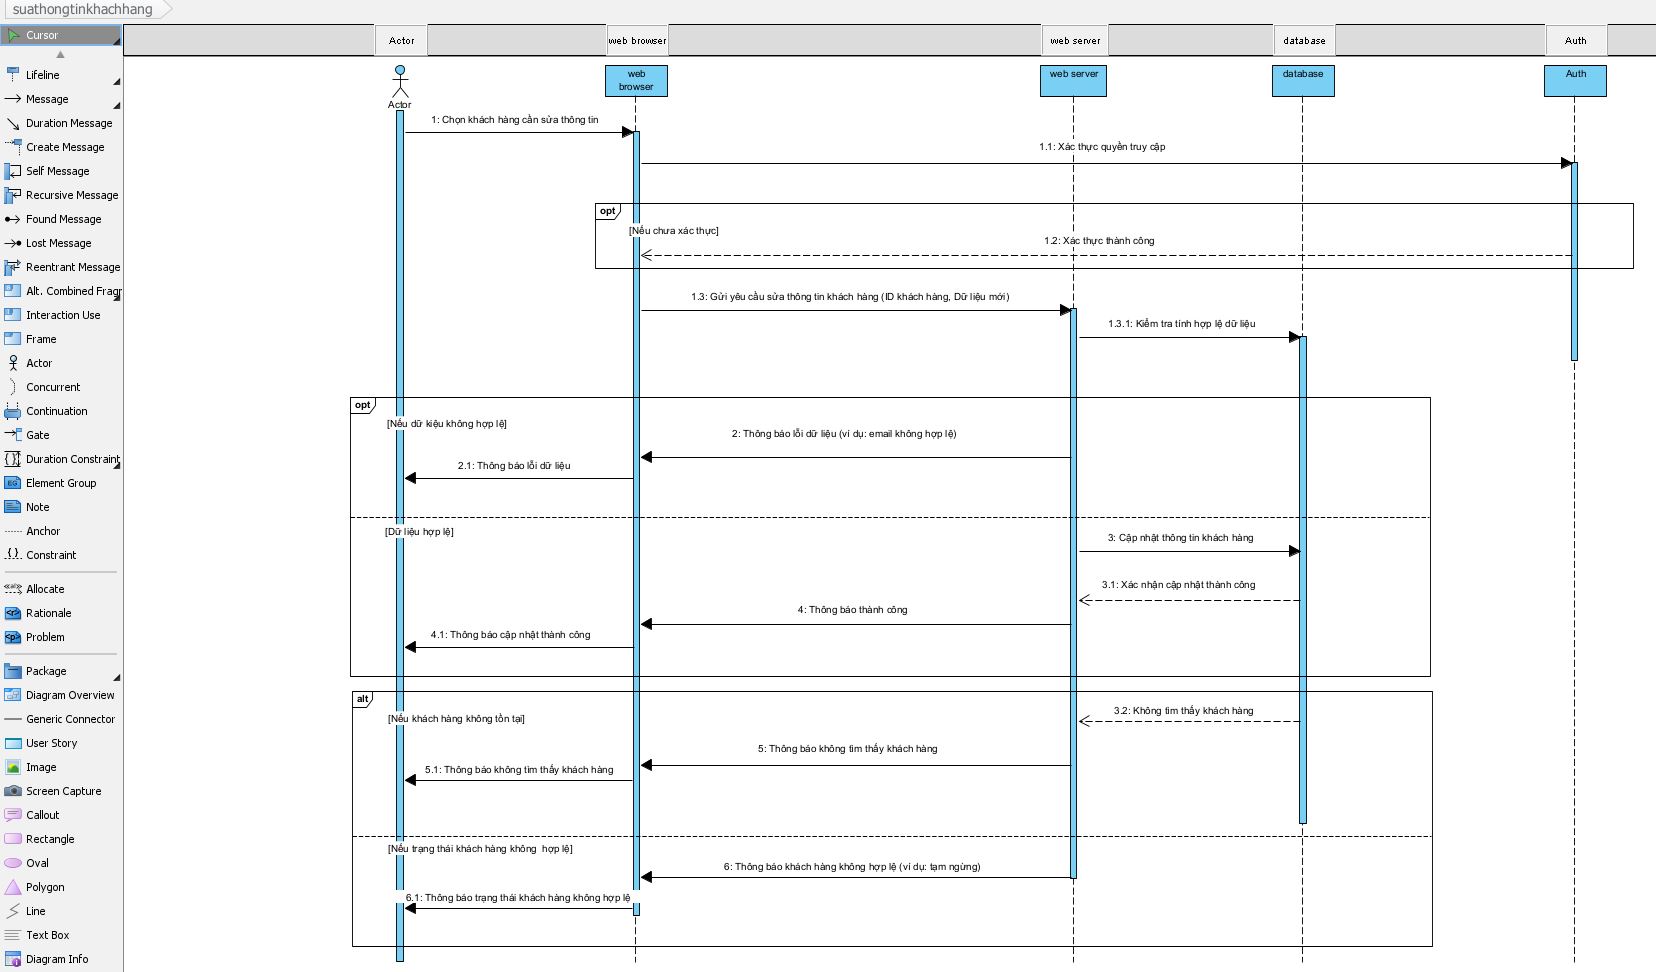 suathongtinkhachhang
Cursor
Lifeline
Message
Duration Message
Create Message
Self Message
Recursive Message
Found Message
Lost Message
Reentrant Message
Alt. Combined Fragr
Interaction Use
Frame
Actor
Concurrent
Continuation
Gate
Duration Constraint
Element Group
Note
Anchor
Constraint
Allocate
Rationale
Problem
Package
Diagram Overview
Generic Connector
User Story
Image
Screen Capture
Callout
Rectangle
Oval
Polygon
Line
Text Box
Diagram Info
Actor
web browser
web server
database
Auth
Actor
web
browser
web server
database
Auth
1: Chọn khách hàng cần sửa thông tin
1.1: Xác thực quyền truy cập
opt
[Nếu chưa xác thực]
1.2: Xác thực thành công
1.3: Gửi yêu cầu sửa thông tin khách hàng (ID khách hàng, Dữ liệu mới)
1.3.1: Kiểm tra tính hợp lệ dữ liệu
opt
[Nếu dữ kiệu không hợp lệ]
2: Thông báo lỗi dữ liệu (ví dụ: email không hợp lệ)
2.1: Thông báo lỗi dữ liệu
[Dữ liệu hợp lệ]
3: Cập nhật thông tin khách hàng
3.1: Xác nhận cập nhật thành công
4: Thông báo thành công
4.1: Thông báo cập nhật thành công
alt
[Nếu khách hàng không tồn tại]
3.2: Không tìm thấy khách hàng
5: Thông báo không tìm thấy khách hàng
5.1: Thông báo không tìm thấy khách hàng
[Nếu trạng thái khách hàng không hợp lệ]
6: Thông báo khách hàng không hợp lệ (ví dụ: tạm ngừng)
6.1: Thông báo trạng thái khách hàng không hợp lệ